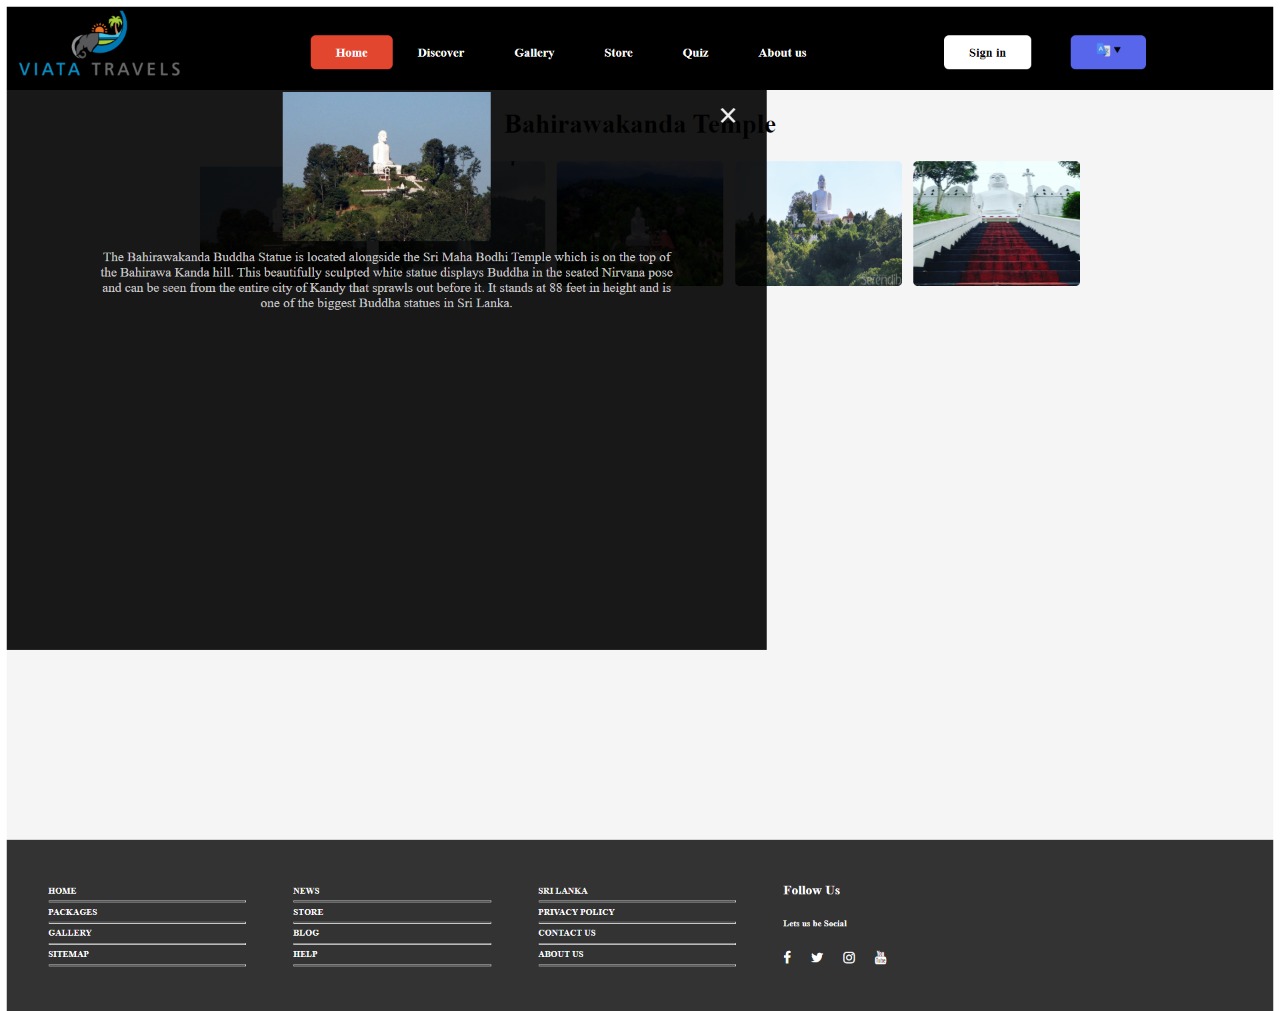 VIATA TRAVELS
Home
Discover
Gallery
Store
Quiz
About us
Sign in
Bahirawakanda Temple
Serendib
The Bahirawakanda Buddha Statue is located alongside the Sri Maha Bodhi Temple which is on the top of
the Bahirawa Kanda hill. This beautifully sculpted white statue displays Buddha in the seated Nirvana pose
and can be seen from the entire city of Kandy that sprawls out before it. It stands at 88 feet in height and is
one of the biggest Buddha statues in Sri Lanka.
HOME
PACKAGES
GALLERY
SITEMAP
NEWS
STORE
BLOG
HELP
SRI LANKA
PRIVACY POLICY
CONTACT US
ABOUT US
Follow Us
Lets us be Social